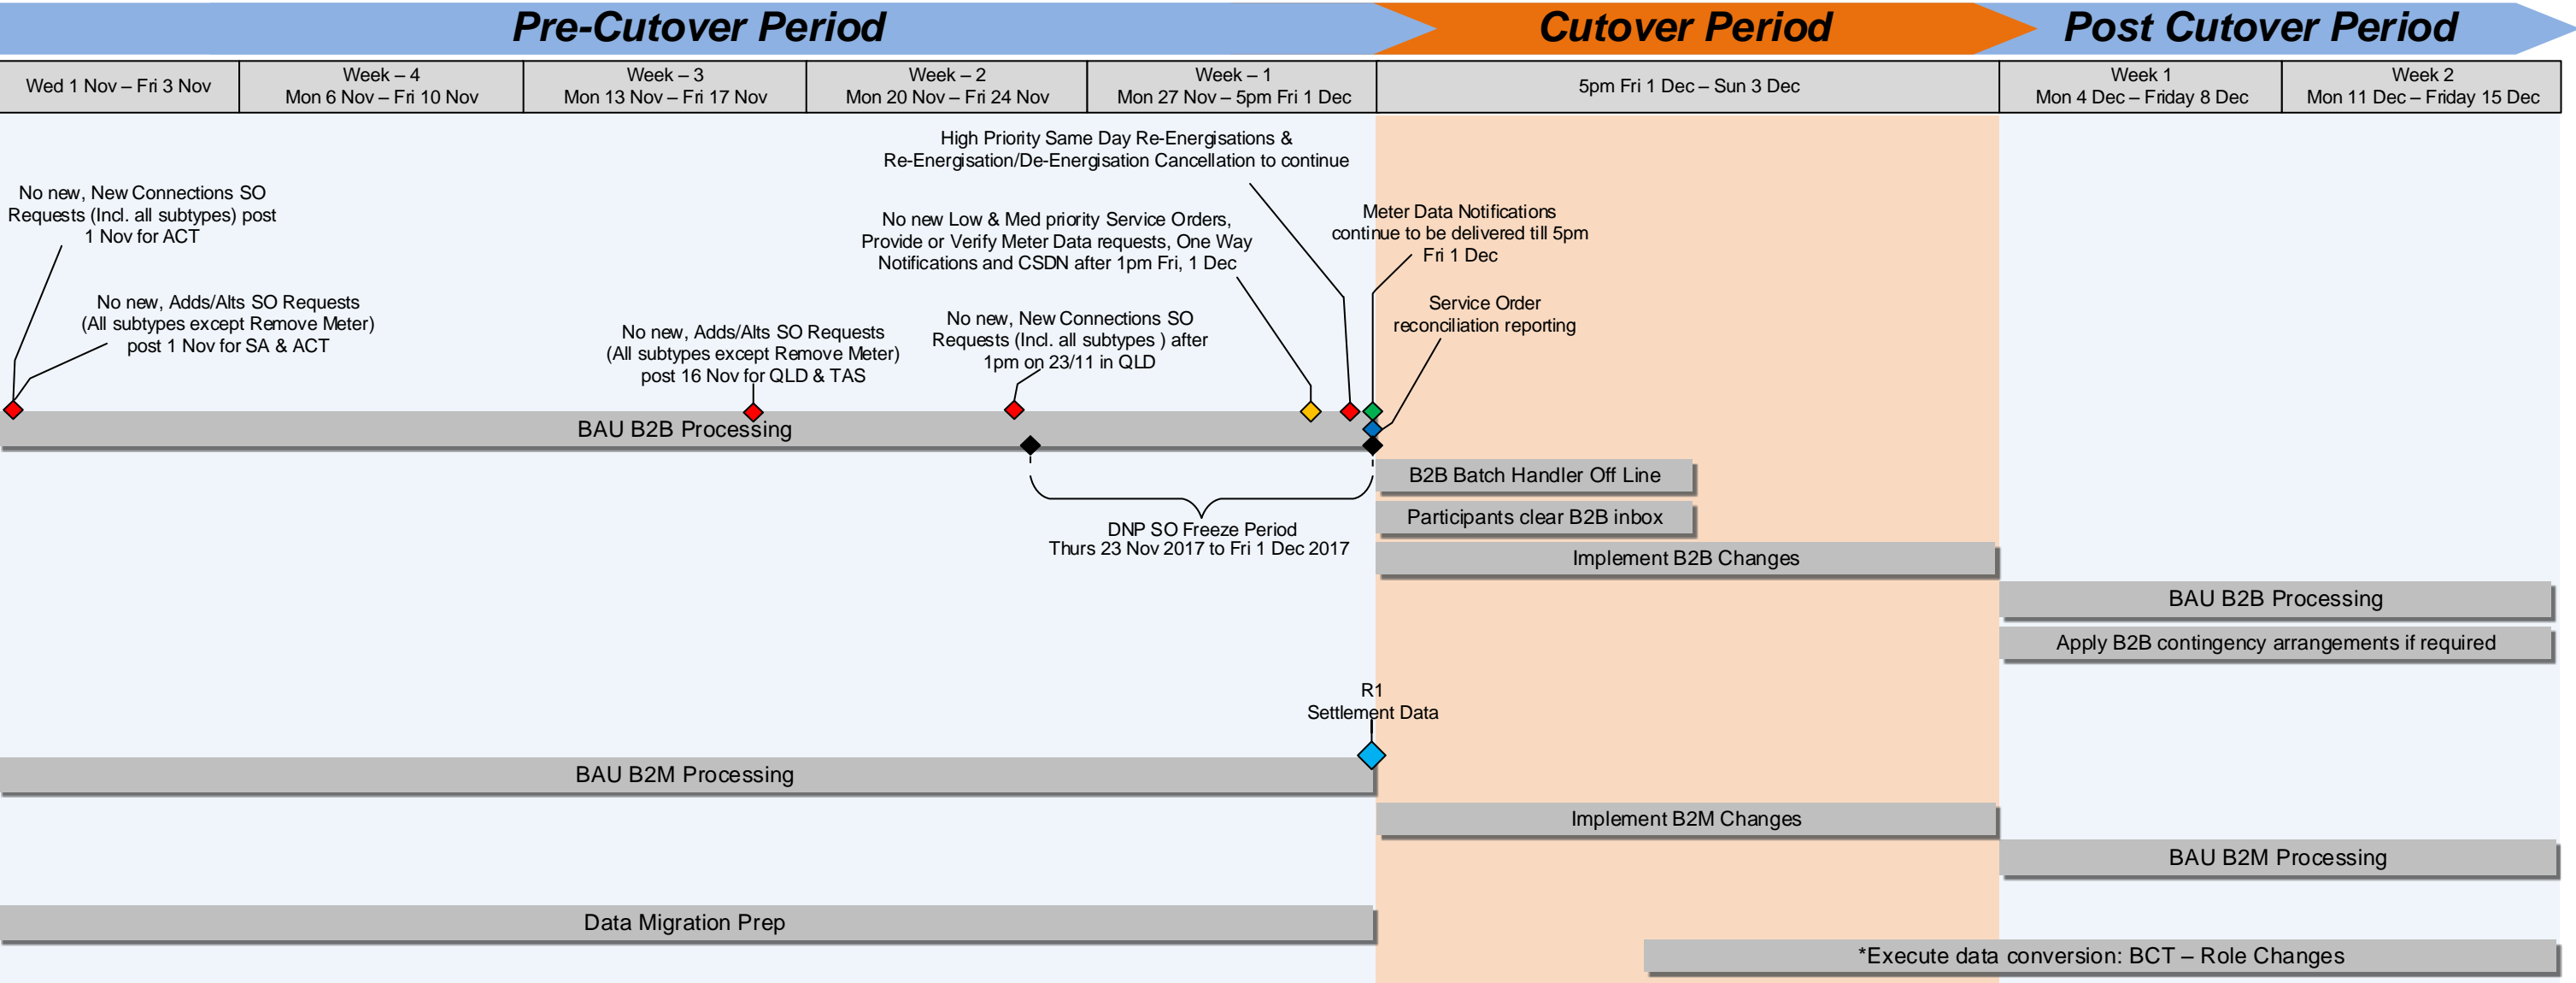 Pre-Cutover Period
Cutover Period
Post Cutover Period
Wed 1 Nov – Fri 3 Nov
Week – 4
Mon 6 Nov – Fri 10 Nov
Week – 3
Mon 13 Nov – Fri 17 Nov
Week – 2
Mon 20 Nov – Fri 24 Nov
Week – 1
Mon 27 Nov – 5pm Fri 1 Dec
5pm Fri 1 Dec – Sun 3 Dec
Week 1
Mon 4 Dec – Friday 8 Dec
Week 2
Mon 11 Dec – Friday 15 Dec
No new, New Connections SO
Requests (Incl. all subtypes) post
1 Nov for ACT
No new, Adds/Alts SO Requests
(All subtypes except Remove Meter)
post 1 Nov for SA & ACT
No new, Adds/Alts SO Requests
(All subtypes except Remove Meter)
post 16 Nov for QLD & TAS
High Priority Same Day Re-Energisations &
Re-Energisation/De-Energisation Cancellation to continue
No new Low & Med priority Service Orders,
Provide or Verify Meter Data requests, One Way
Notifications and CSDN after 1pm Fri, 1 Dec
No new, New Connections SO
Requests (Incl. all subtypes ) after
1pm on 23/11 in QLD
Meter Data Notifications
continue to be delivered till 5pm
Fri 1 Dec
Service Order
reconciliation reporting
BAU B2B Processing
DNP SO Freeze Period
Thurs 23 Nov 2017 to Fri 1 Dec 2017
B2B Batch Handler Off Line
Participants clear B2B inbox
Implement B2B Changes
BAU B2B Processing
Apply B2B contingency arrangements if required
R1
Settlement Data
BAU B2M Processing
Implement B2M Changes
BAU B2M Processing
Data Migration Prep
*Execute data conversion: BCT – Role Changes